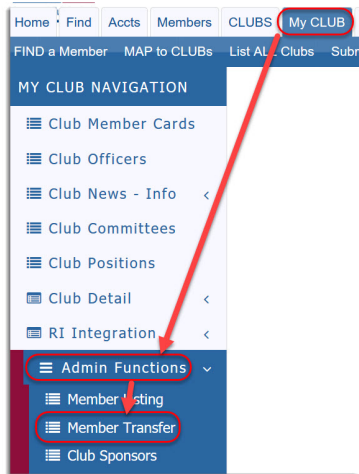 Home Find Accts Members CLUBS My CLUB
FIND a Member MAP to CLUBs List ALL Clubs
MY CLUB NAVIGATION
Club Member Cards
Club Officers
Club News - Info
Club Committees
Club Positions
Club Detail
RI Integration
Admin Functions
Member Listing
Member Transfer
Club Sponsors